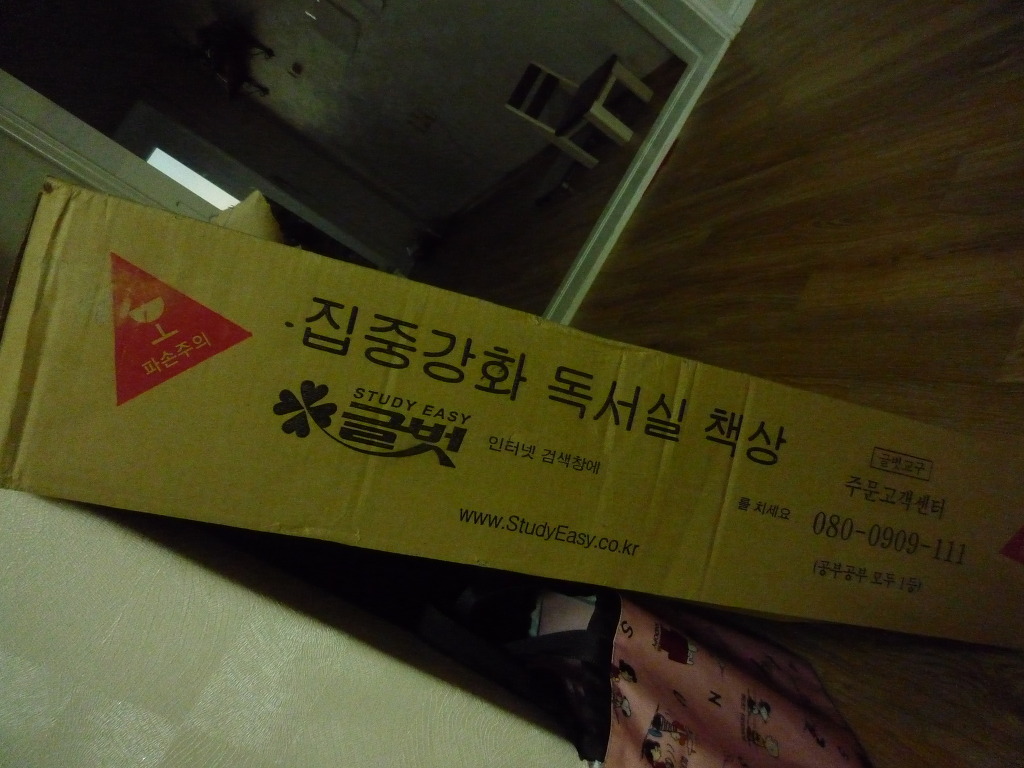 파손주의
집중강화 독서실 책상
STUDY EASY
글벗
인터넷 검색창에
를 치세요
www.StudyEasy.co.kr
글벗교구
주문고객센터
080-0909-111
(공부공부 모두 1등)
S
N